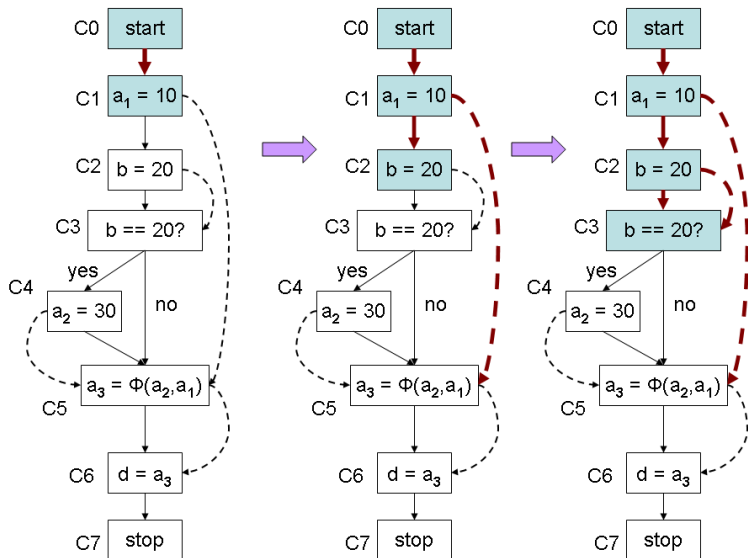 C0 start
C1 a₁ = 10
C2 b = 20
C3 b == 20?
yes
no
C4 a₂ = 30
a₃ = Φ(a₂,a₁)
C5
C6 d = a₃
C7 stop
C0 start
C1 a₁ = 10
C2 b = 20
C3 b == 20?
yes
no
C4 a₂ = 30
a₃ = Φ(a₂,a₁)
C5
C6 d = a₃
C7 stop
C0 start
C1 a₁ = 10
C2 b = 20
C3 b == 20?
yes
no
C4 a₂ = 30
a₃ = Φ(a₂,a₁)
C5
C6 d = a₃
C7 stop